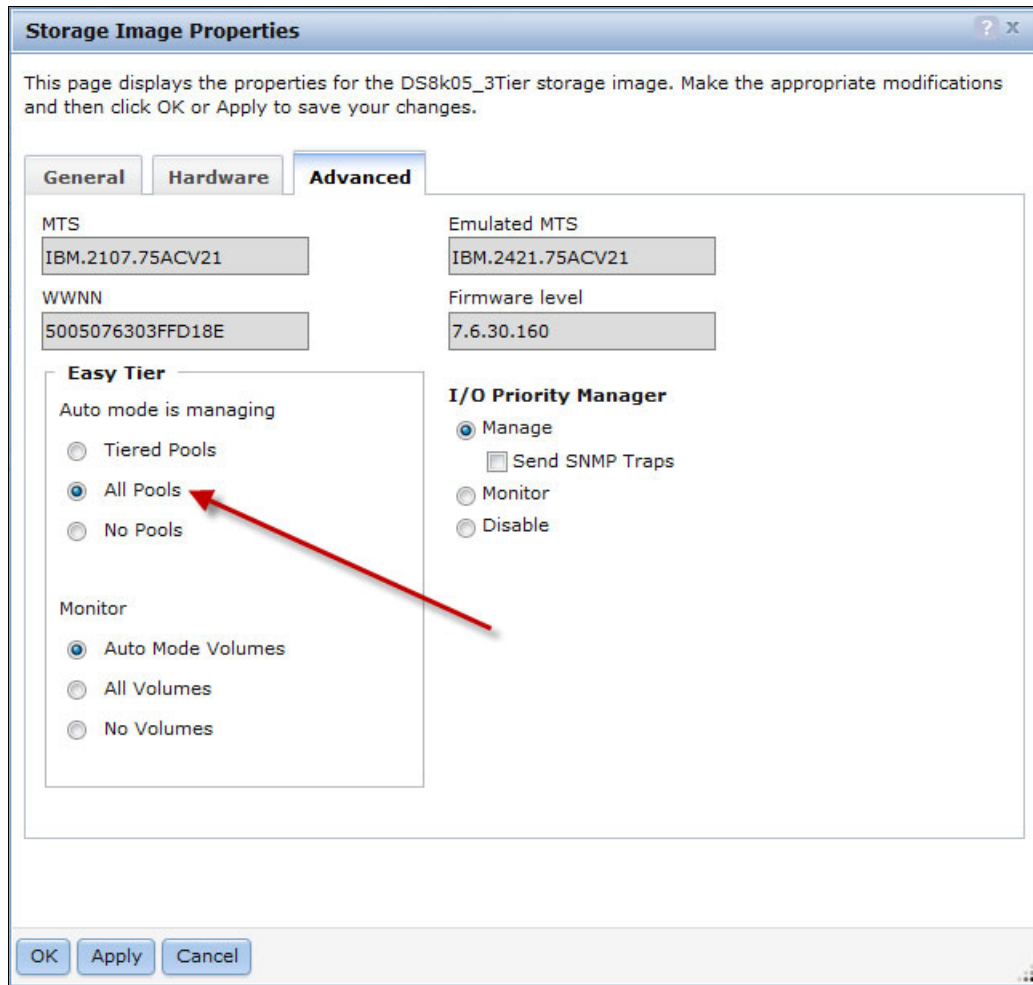 Storage Image Properties
? X
This page displays the properties for the DS8k05_3Tier storage image. Make the appropriate modifications
and then click OK or Apply to save your changes.
General Hardware Advanced
MTS
IBM.2107.75ACV21
Emulated MTS
IBM.2421.75ACV21
WWNN
5005076303FFD18E
Firmware level
7.6.30.160
Easy Tier
Auto mode is managing
Tiered Pools
All Pools
No Pools
Monitor
Auto Mode Volumes
All Volumes
No Volumes
I/O Priority Manager
Manage
Send SNMP Traps
Monitor
Disable
OK Apply Cancel